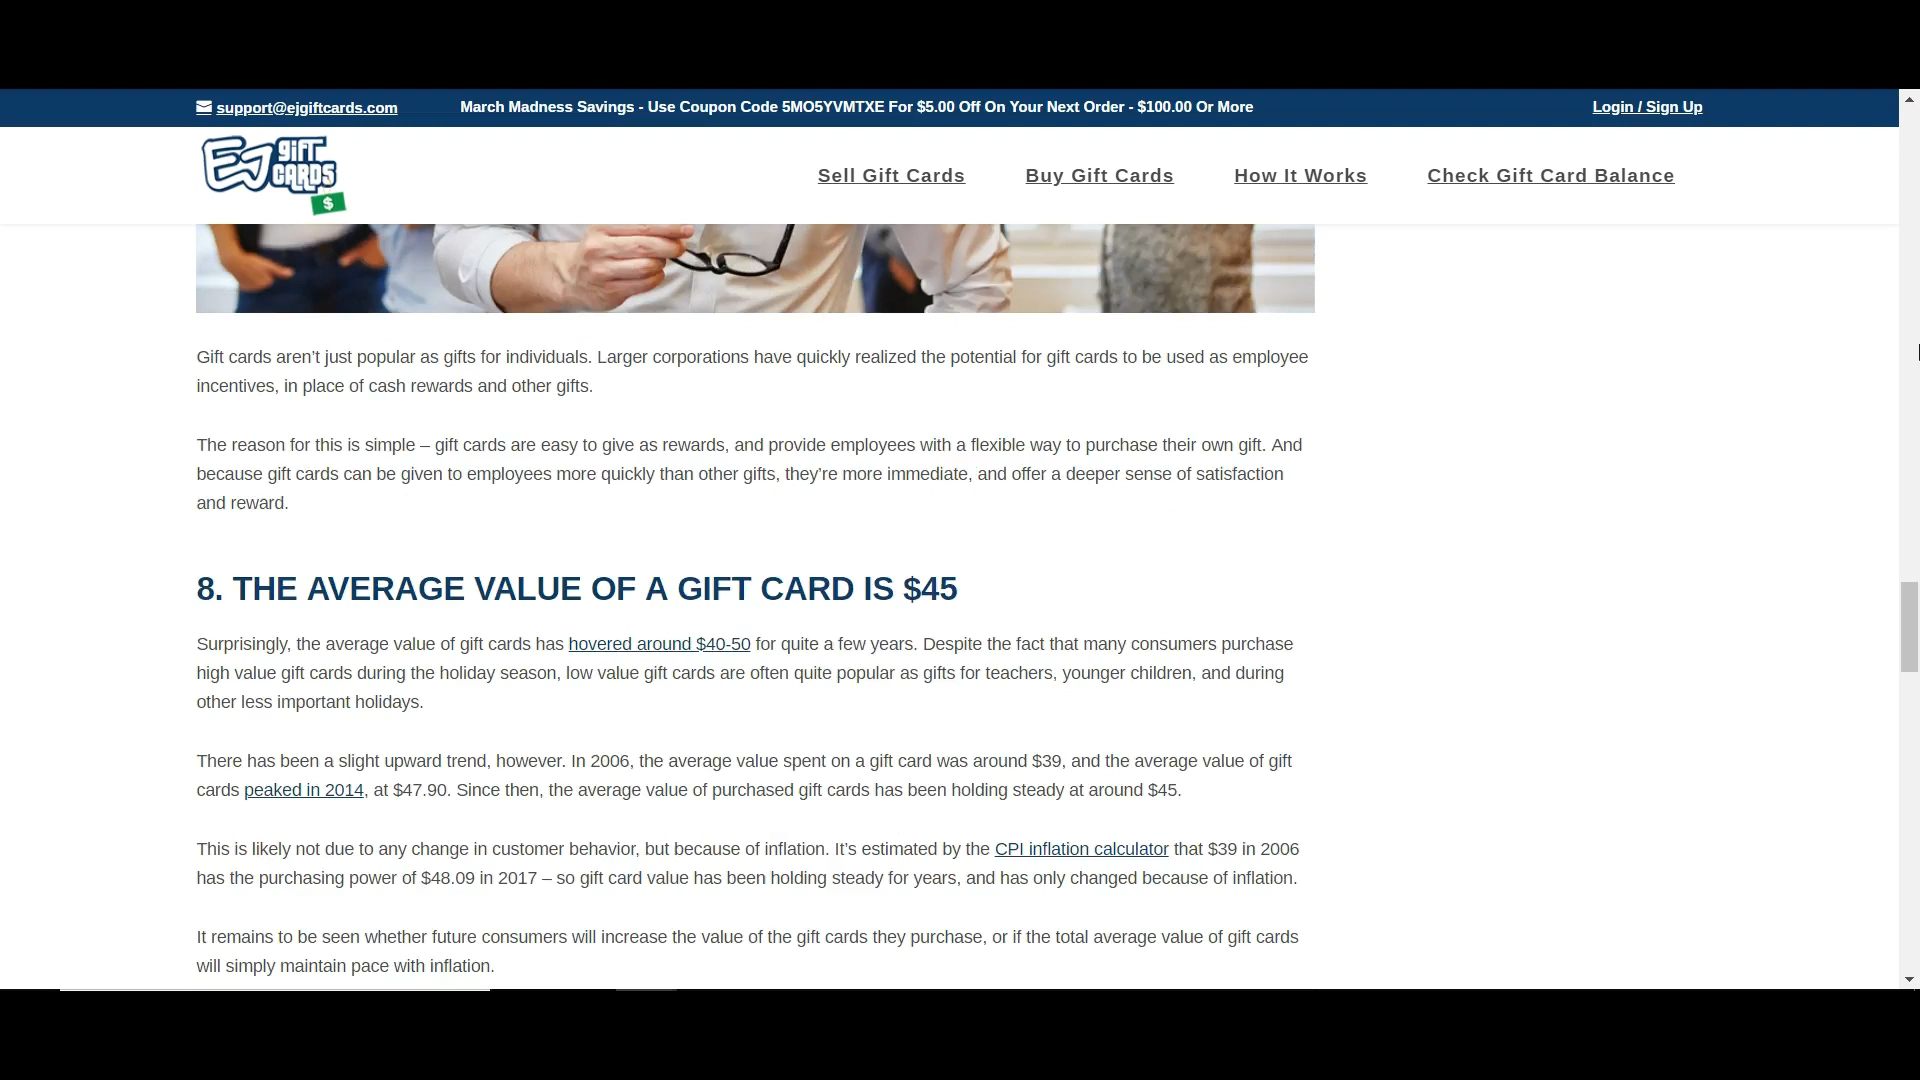 support@ejgiftcards.com
March Madness Savings - Use Coupon Code 5MO5YVMTXE For $5.00 Off On Your Next Order - $100.00 Or More
Login / Sign Up
EJ GIFT CARDS
$
Sell Gift Cards
Buy Gift Cards
How It Works
Check Gift Card Balance
Gift cards aren’t just popular as gifts for individuals. Larger corporations have quickly realized the potential for gift cards to be used as employee
incentives, in place of cash rewards and other gifts.
The reason for this is simple – gift cards are easy to give as rewards, and provide employees with a flexible way to purchase their own gift. And
because gift cards can be given to employees more quickly than other gifts, they’re more immediate, and offer a deeper sense of satisfaction
and reward.
8. THE AVERAGE VALUE OF A GIFT CARD IS $45
Surprisingly, the average value of gift cards has hovered around $40-50 for quite a few years. Despite the fact that many consumers purchase
high value gift cards during the holiday season, low value gift cards are often quite popular as gifts for teachers, younger children, and during
other less important holidays.
There has been a slight upward trend, however. In 2006, the average value spent on a gift card was around $39, and the average value of gift
cards peaked in 2014, at $47.90. Since then, the average value of purchased gift cards has been holding steady at around $45.
This is likely not due to any change in customer behavior, but because of inflation. It’s estimated by the CPI inflation calculator that $39 in 2006
has the purchasing power of $48.09 in 2017 – so gift card value has been holding steady for years, and has only changed because of inflation.
It remains to be seen whether future consumers will increase the value of the gift cards they purchase, or if the total average value of gift cards
will simply maintain pace with inflation.